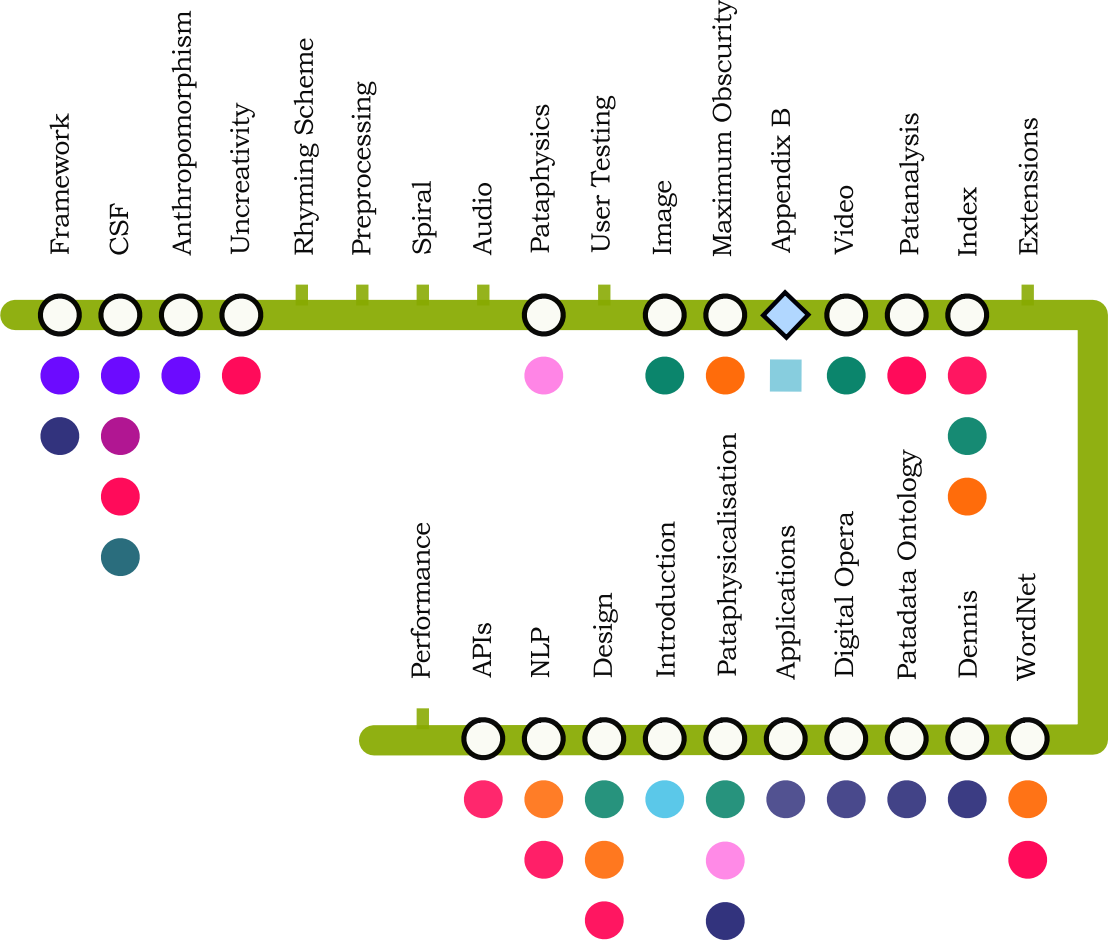 Framework
CSF
Anthropomorphism
Uncreativity
Rhyming Scheme
Preprocessing
Spiral
Audio
Pataphysics
User Testing
Image
Maximum Obscurity
Appendix B
Video
Patanalysis
Index
Extensions
Performance
APIs
NLP
Design
Introduction
Pataphysicalisation
Applications
Digital Opera
Patadata Ontology
Dennis
WordNet